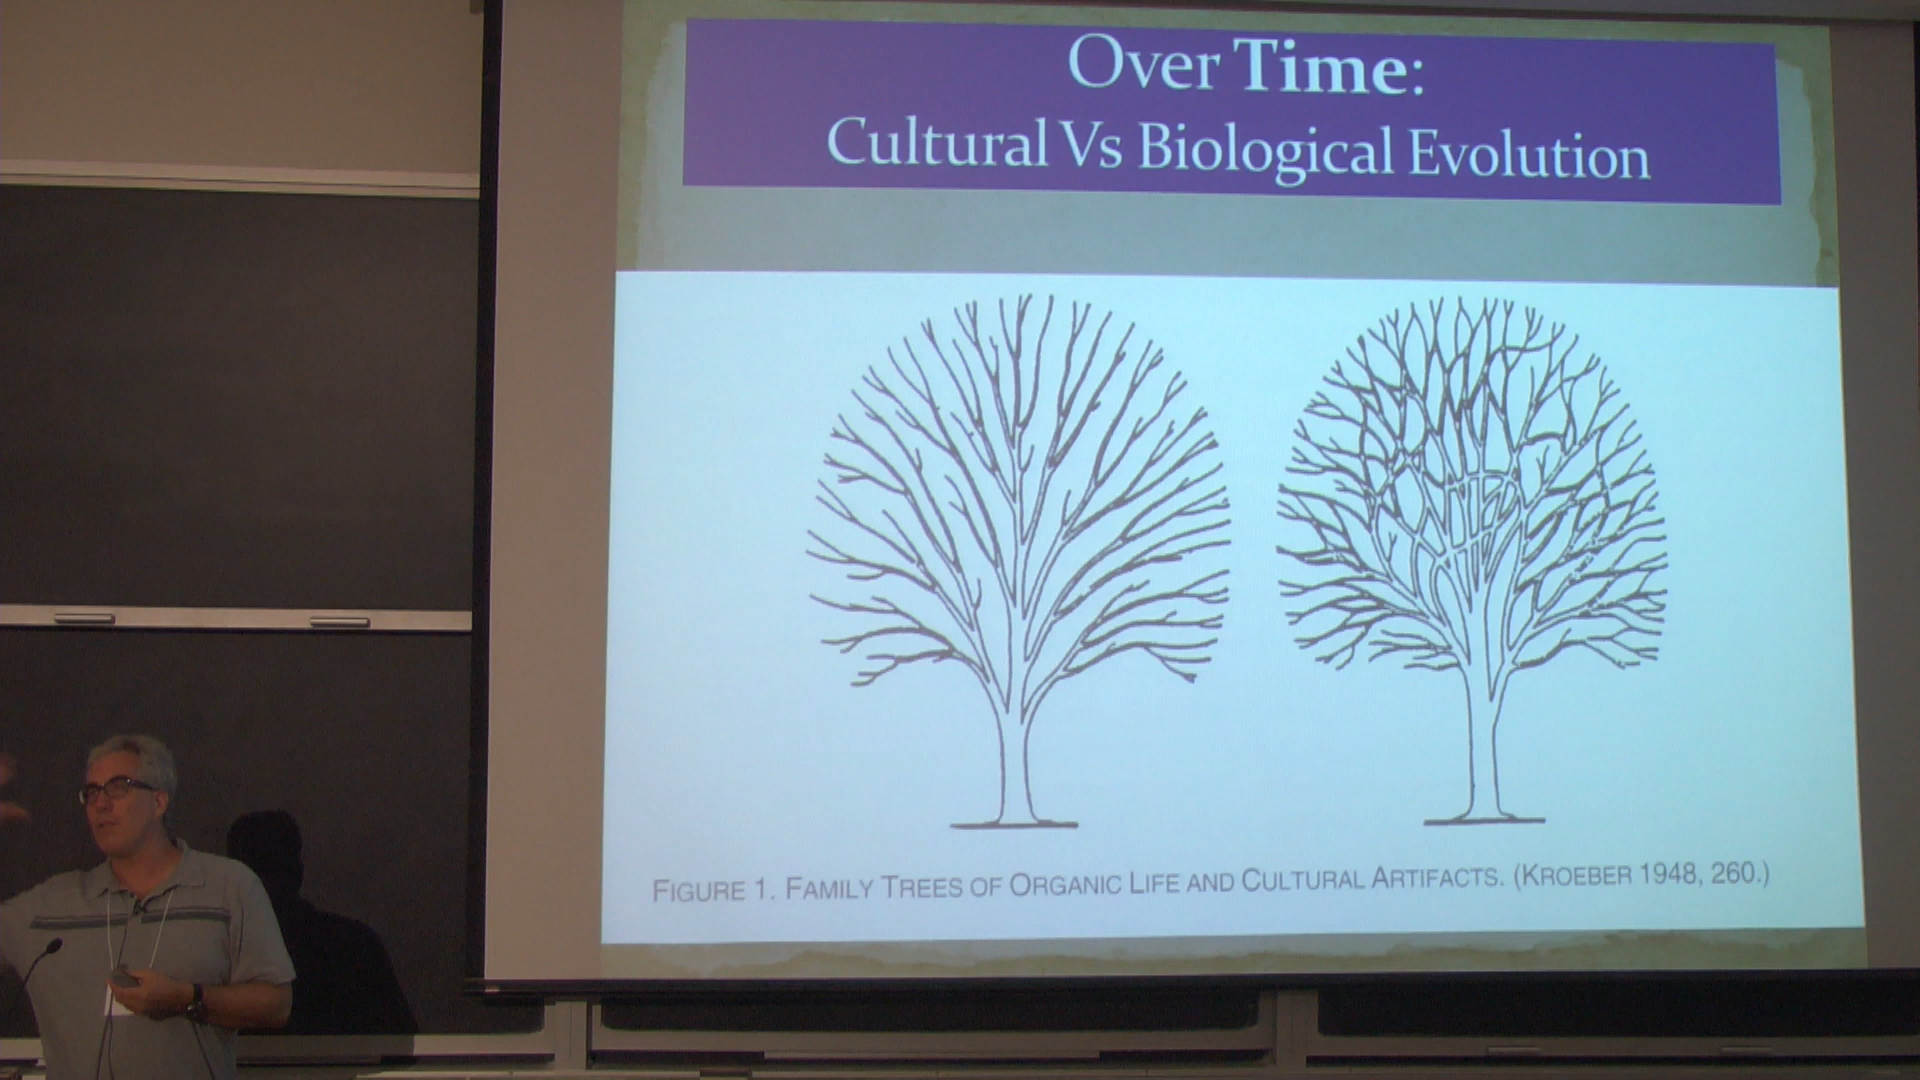 Over Time:
Cultural Vs Biological Evolution
FIGURE 1. FAMILY TREES OF ORGANIC LIFE AND CULTURAL ARTIFACTS. (KROEBER 1948, 260.)